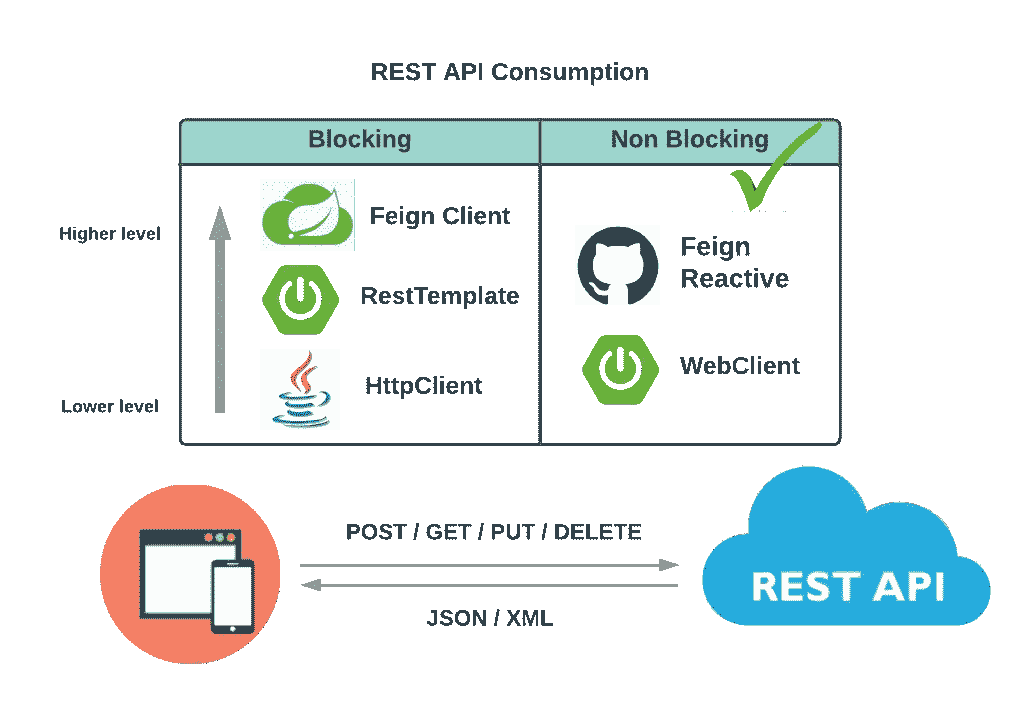 REST API Consumption
Blocking
Non Blocking
Higher level
Feign Client
Feign
Reactive
RestTemplate
WebClient
HttpClient
Lower level
POST / GET / PUT / DELETE
REST API
JSON / XML